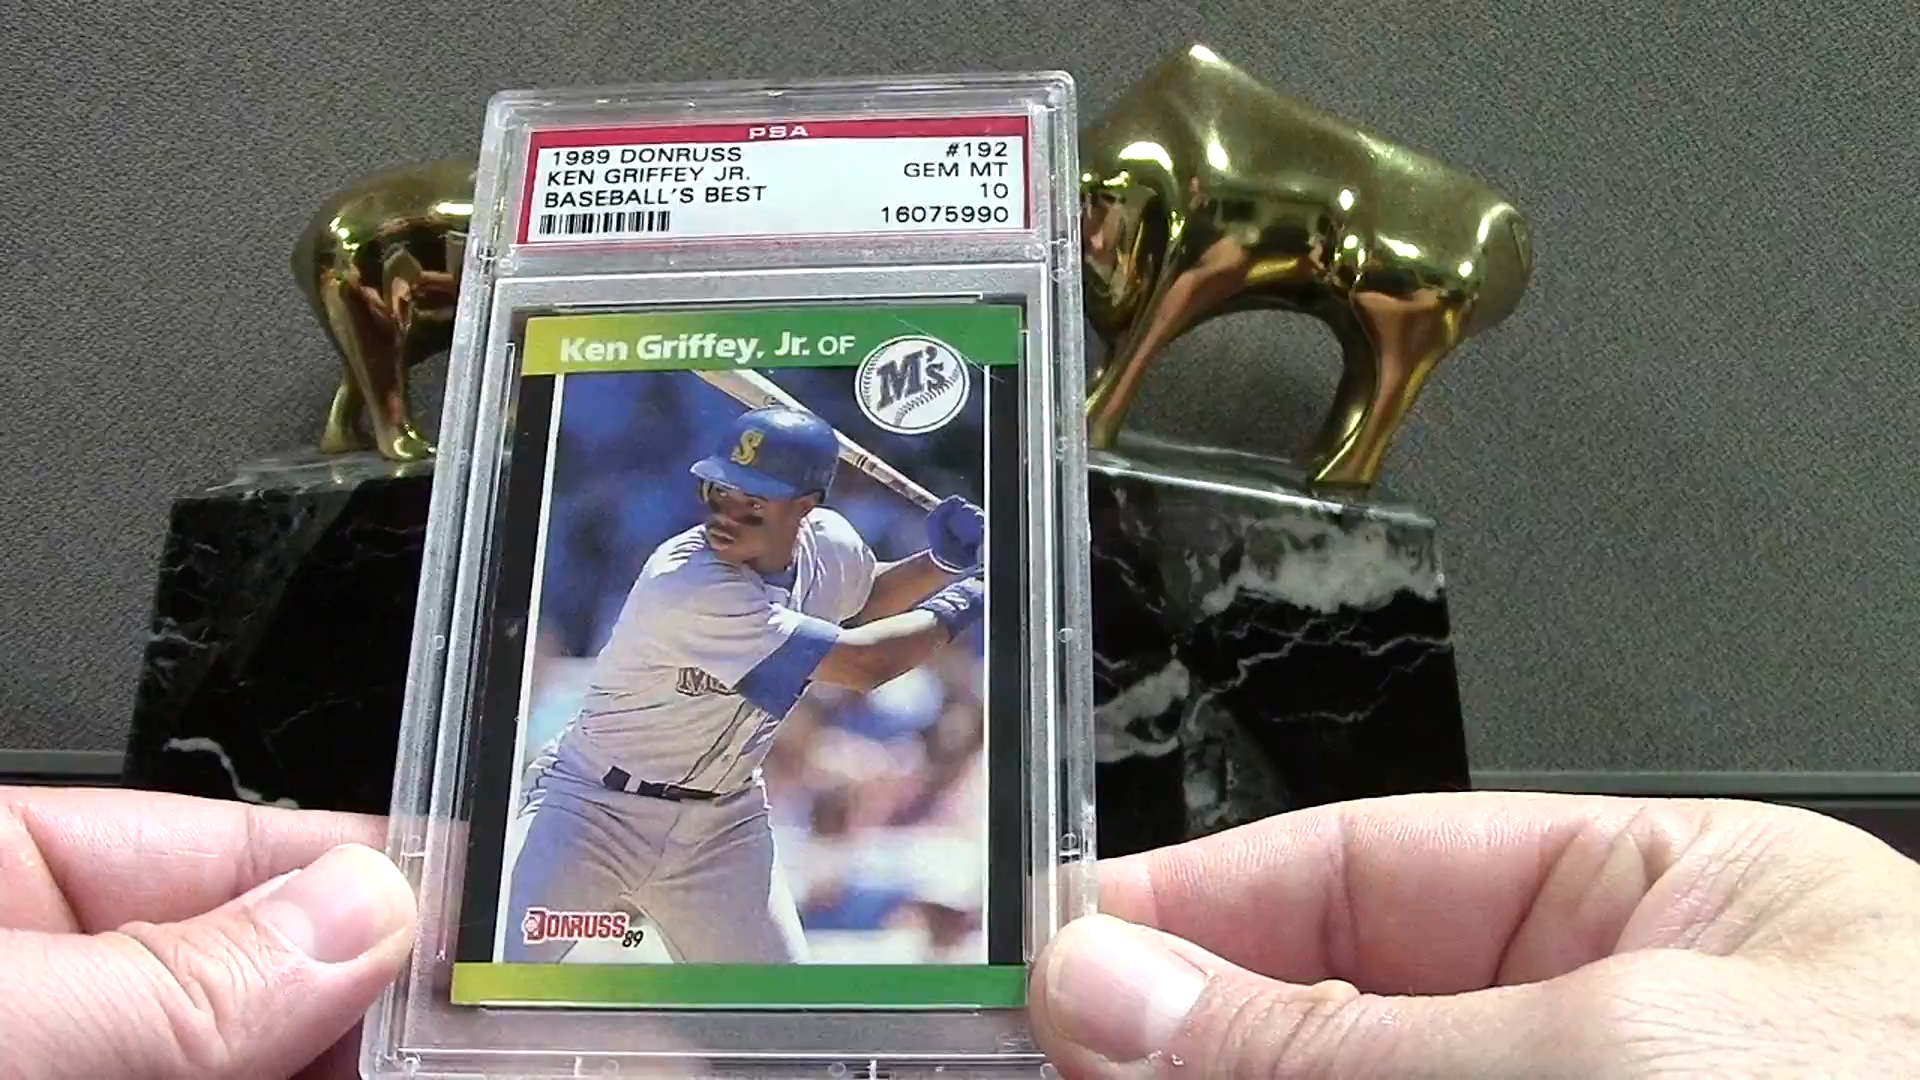 PSA
1989 DONRUSS #192
KEN GRIFFEY JR. GEM MT
BASEBALL'S BEST 10
16075990
Ken Griffey, Jr. OF
M's
S
DONRUSS 89